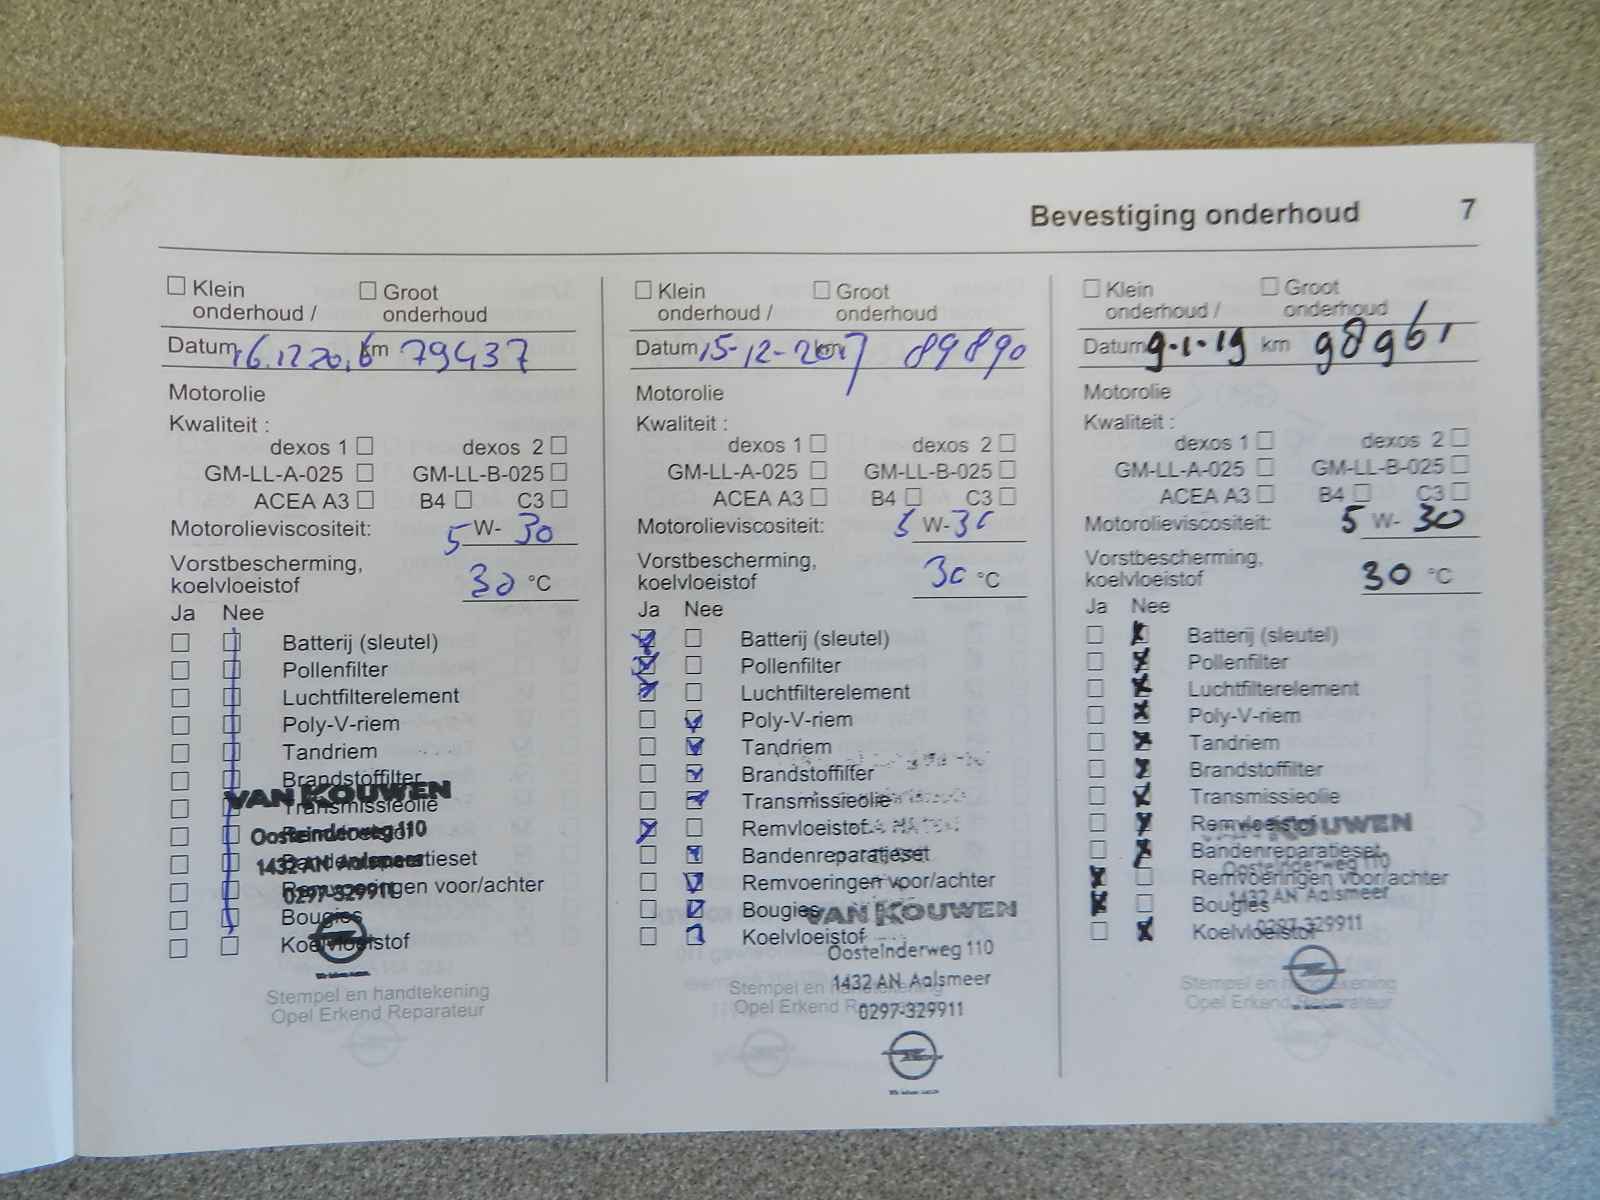 Bevestiging onderhoud 7
Klein onderhoud / Groot onderhoud
Datum 16.12.2016 km 79437
Motorolie
Kwaliteit :
dexos 1 dexos 2
GM-LL-A-025 GM-LL-B-025
ACEA A3 B4 C3
Motorolieviscositeit: 5 W- 30
Vorstbescherming,
koelvloeistof 30 °C
Ja Nee
Batterij (sleutel)
Pollenfilter
Luchtfilterelement
Poly-V-riem
Tandriem
Brandstoffilter
Transmissieolie
Remvloeistof
Bandenreparatieset
Remvoeringen voor/achter
Bougies
Koelvloeistof
VAN KOUWEN
Oosteinderweg 110
1432 AN Aalsmeer
0297-329911
Stempel en handtekening
Opel Erkend Reparateur
Klein onderhoud / Groot onderhoud
Datum 15-12-2017 km 89890
Motorolie
Kwaliteit :
dexos 1 dexos 2
GM-LL-A-025 GM-LL-B-025
ACEA A3 B4 C3
Motorolieviscositeit: 5 W- 30
Vorstbescherming,
koelvloeistof 30 °C
Ja Nee
Batterij (sleutel)
Pollenfilter
Luchtfilterelement
Poly-V-riem
Tandriem
Brandstoffilter
Transmissieolie
Remvloeistof
Bandenreparatieset
Remvoeringen voor/achter
Bougies
Koelvloeistof
VAN KOUWEN
Oosteinderweg 110
1432 AN Aalsmeer
0297-329911
Stempel en handtekening
Opel Erkend Reparateur
Klein onderhoud / Groot onderhoud
Datum 9-1-19 km 98961
Motorolie
Kwaliteit :
dexos 1 dexos 2
GM-LL-A-025 GM-LL-B-025
ACEA A3 B4 C3
Motorolieviscositeit: 5 W- 30
Vorstbescherming,
koelvloeistof 30 °C
Ja Nee
Batterij (sleutel)
Pollenfilter
Luchtfilterelement
Poly-V-riem
Tandriem
Brandstoffilter
Transmissieolie
Remvloeistof
Bandenreparatieset
Remvoeringen voor/achter
Bougies
Koelvloeistof
VAN KOUWEN
Oosteinderweg 110
1432 AN Aalsmeer
0297-329911
Stempel en handtekening
Opel Erkend Reparateur